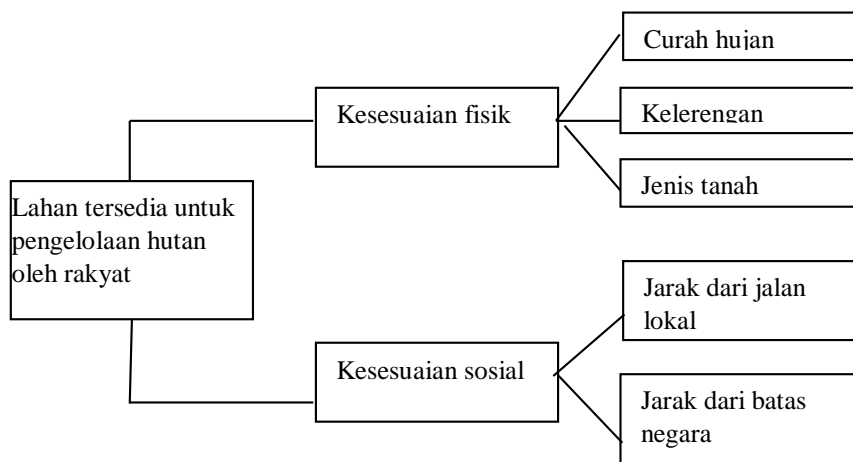 Curah hujan
Kesesuaian fisik
Kelerengan
Jenis tanah
Lahan tersedia untuk
pengelolaan hutan
oleh rakyat
Jarak dari jalan
lokal
Kesesuaian sosial
Jarak dari batas
negara